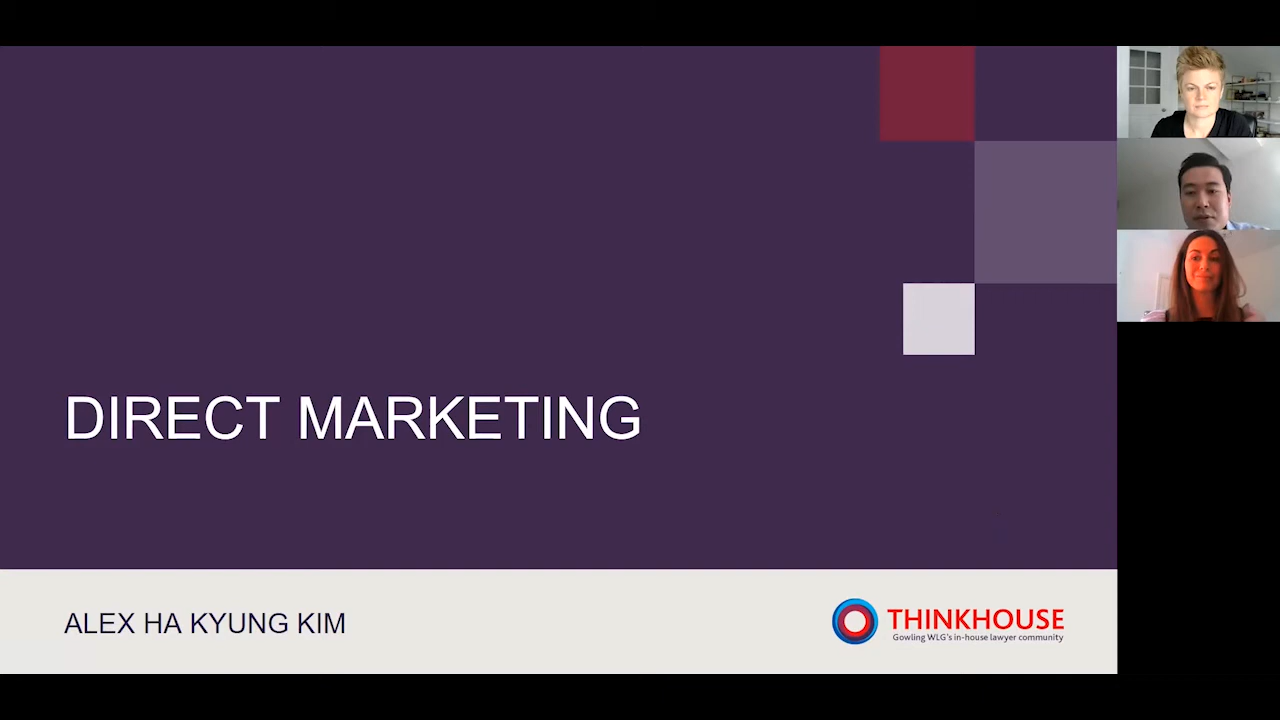 DIRECT MARKETING
ALEX HA KYUNG KIM
THINKHOUSE
Gowling WLG's in-house lawyer community